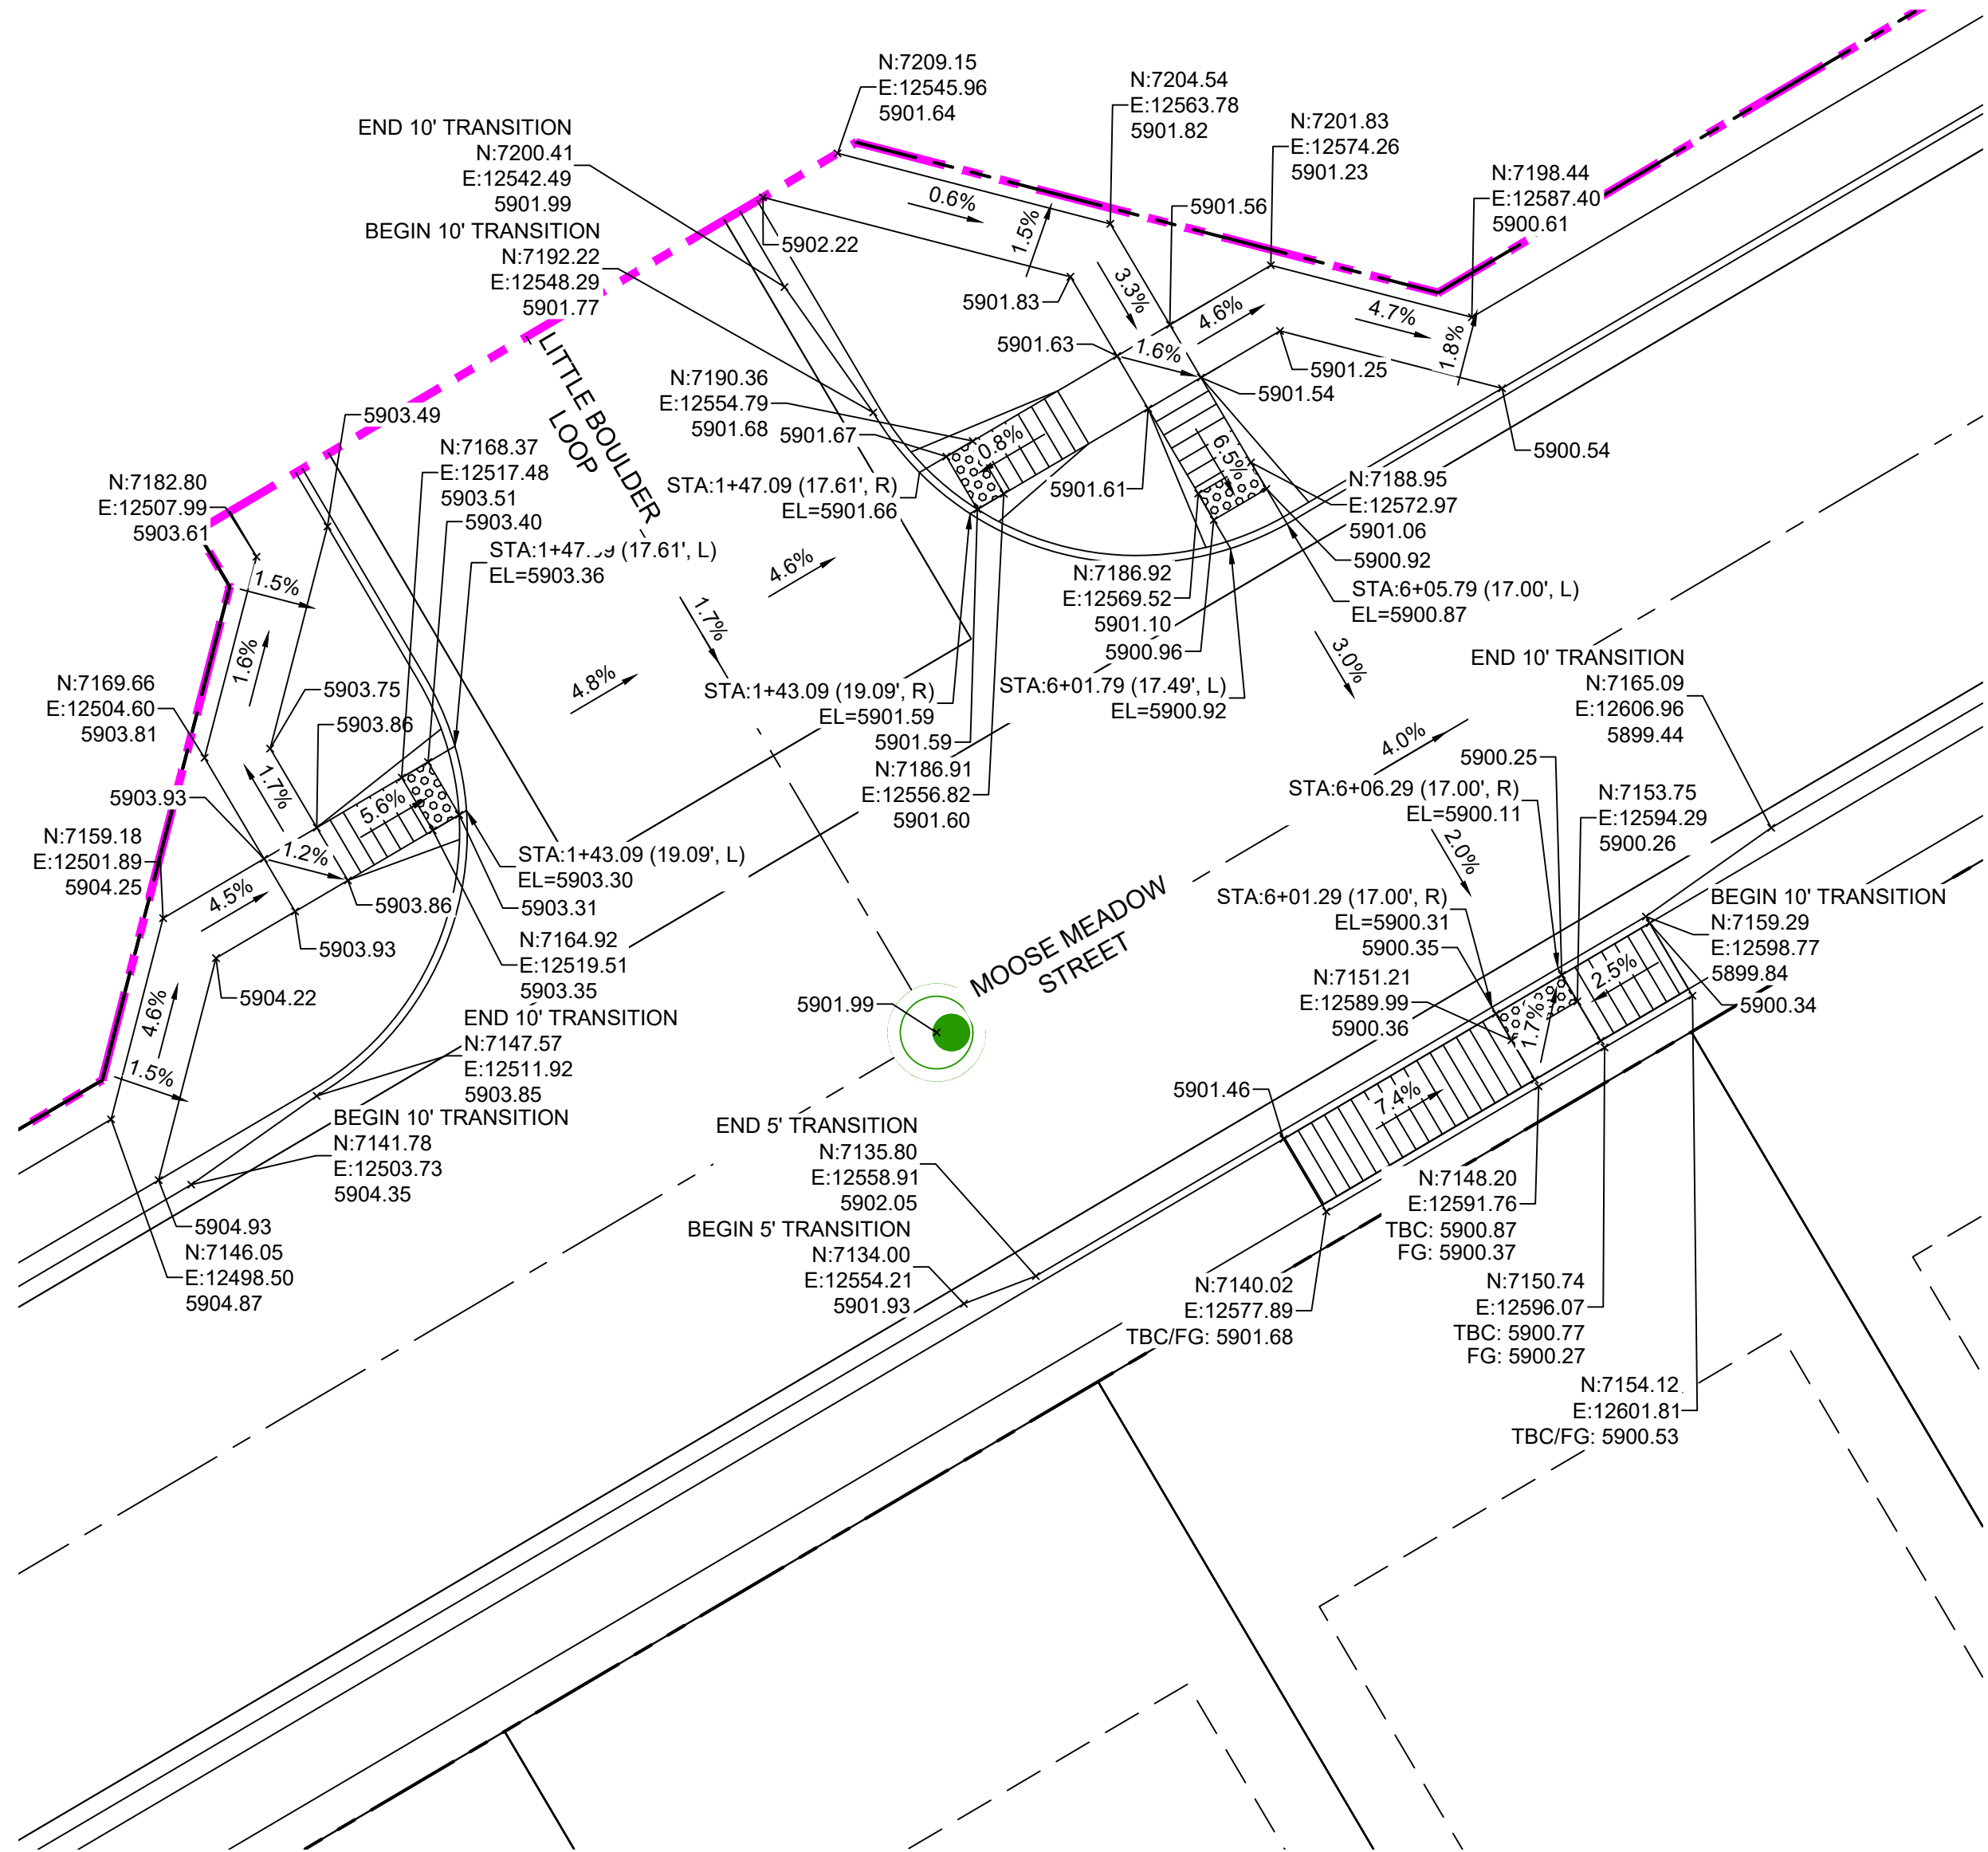 N:7209.15
E:12545.96
5901.64
N:7204.54
E:12563.78
5901.82
END 10' TRANSITION
N:7200.41
E:12542.49
5901.99
N:7201.83
E:12574.26
5901.23
N:7198.44
E:12587.40
5900.61
BEGIN 10' TRANSITION
N:7192.22
E:12548.29
5901.77
0.6%
1.5%
5901.56
5902.22
3.3%
5901.83
4.6%
4.7%
1.8%
5901.63
1.6%
5901.25
5901.54
LITTLE BOULDER
LOOP
N:7190.36
E:12554.79
5901.68
5901.67
0.8%
6.5%
5900.54
5903.49
N:7168.37
E:12517.48
5903.51
5903.40
N:7182.80
E:12507.99
5903.61
STA:1+47.09 (17.61', R)
EL=5901.66
5901.61
N:7188.95
E:12572.97
5901.06
5900.92
STA:1+47. (17.61', L)
EL=5903.36
4.6%
1.5%
1.7%
N:7186.92
E:12569.52
5901.10
5900.96
STA:6+05.79 (17.00', L)
EL=5900.87
1.6%
3.0%
N:7169.66
E:12504.60
5903.81
5903.75
5903.86
4.8%
STA:1+43.09 (19.09', R)
EL=5901.59
5901.59
STA:6+01.79 (17.49', L)
EL=5900.92
END 10' TRANSITION
N:7165.09
E:12606.96
5899.44
1.7%
5903.93
5.6%
N:7186.91
E:12556.82
5901.60
4.0%
5900.25
STA:6+06.29 (17.00', R)
EL=5900.11
N:7153.75
E:12594.29
5900.26
N:7159.18
E:12501.89
5904.25
1.2%
STA:1+43.09 (19.09', L)
EL=5903.30
5903.31
2.0%
4.5%
5903.86
5903.93
MOOSE MEADOW
STREET
STA:6+01.29 (17.00', R)
EL=5900.31
5900.35
BEGIN 10' TRANSITION
N:7159.29
E:12598.77
5899.84
5900.34
N:7164.92
E:12519.51
5903.35
5904.22
N:7151.21
E:12589.99
5900.36
2.5%
1.7%
4.6%
END 10' TRANSITION
N:7147.57
E:12511.92
5903.85
5901.99
1.5%
5901.46
7.4%
BEGIN 10' TRANSITION
N:7141.78
E:12503.73
5904.35
END 5' TRANSITION
N:7135.80
E:12558.91
5902.05
BEGIN 5' TRANSITION
N:7134.00
E:12554.21
5901.93
N:7148.20
E:12591.76
TBC: 5900.87
FG: 5900.37
5904.93
N:7146.05
E:12498.50
5904.87
N:7140.02
E:12577.89
TBC/FG: 5901.68
N:7150.74
E:12596.07
TBC: 5900.77
FG: 5900.27
N:7154.12
E:12601.81
TBC/FG: 5900.53